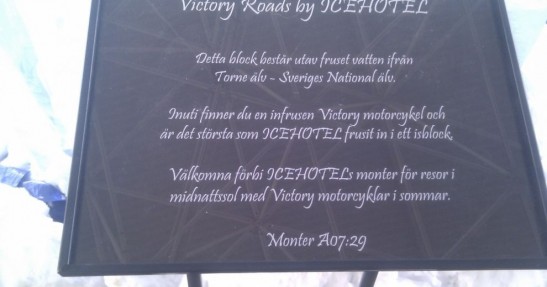 Victory Roads by ICEHOTEL
Detta block består utav fruset vatten ifrån
Torne älv - Sveriges National älv.
Inuti finner du en infrusen Victory motorcykel och
är det största som ICEHOTEL frusit in i ett isblock.
Välkomna förbi ICEHOTELs monter för resor i
midnattssol med Victory motorcyklar i sommar.
Monter A07:29